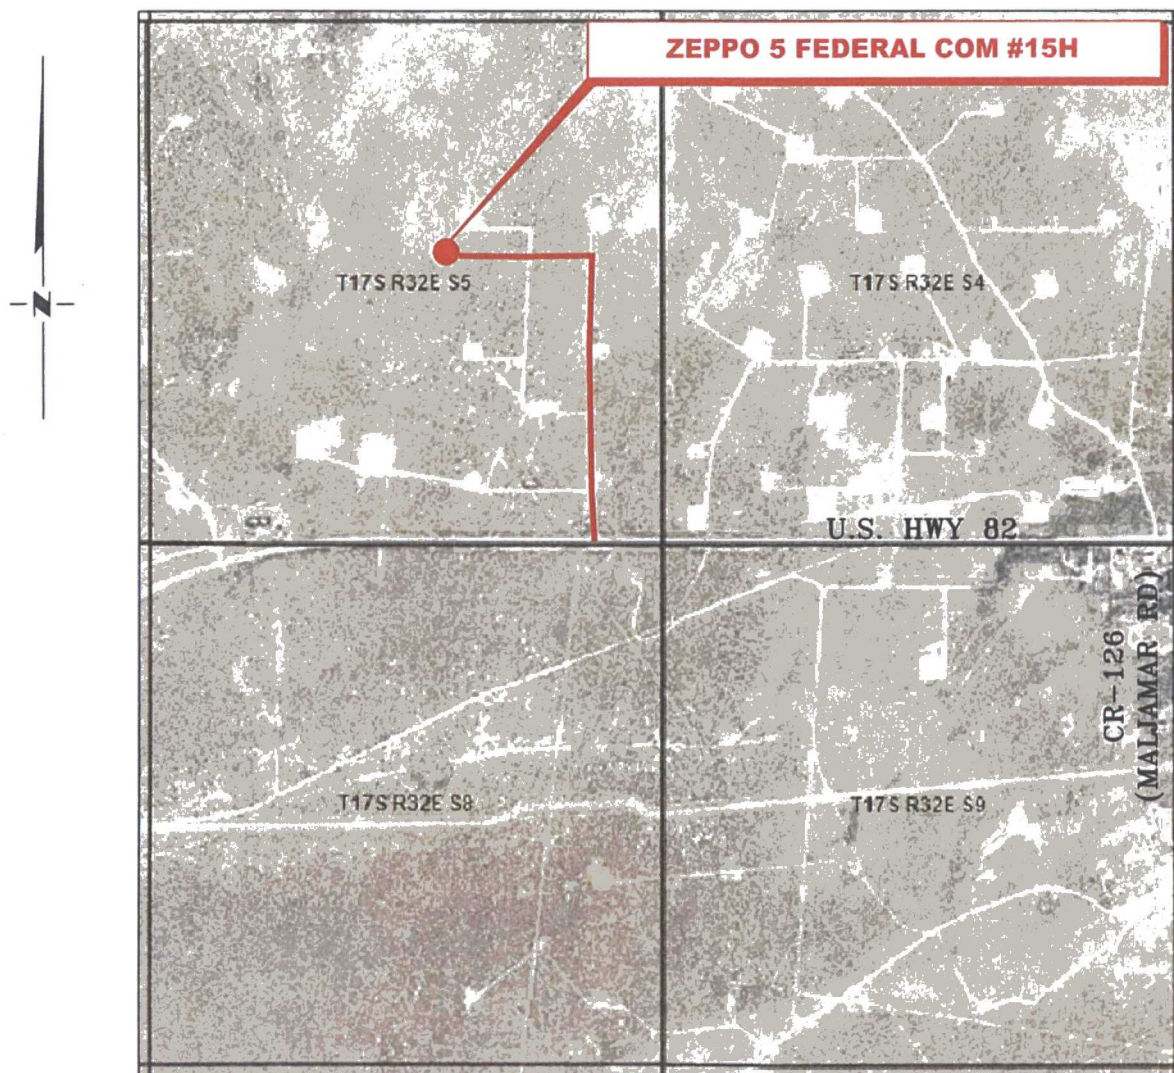 ZEPPO 5 FEDERAL COM #15H
T17S R32E S5
T17S R32E S4
U.S. HWY 82
CR-126
(MALJAMAR RD)
T17S R32E S8
T17S R32E S9
N